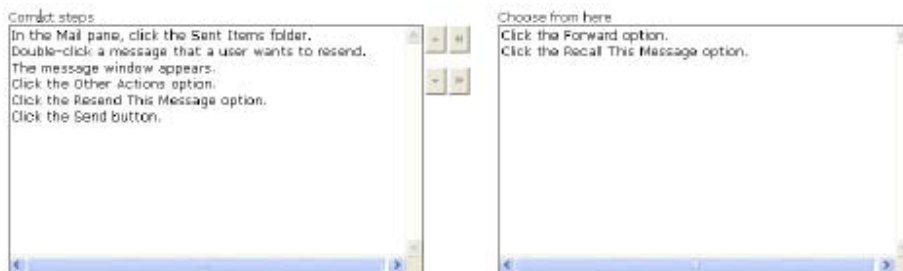 Correct steps
In the Mail pane, click the Sent Items folder.
Double-click a message that a user wants to resend.
The message window appears.
Click the Other Actions option.
Click the Resend This Message option.
Click the Send button.
Choose from here
Click the Forward option.
Click the Recall This Message option.